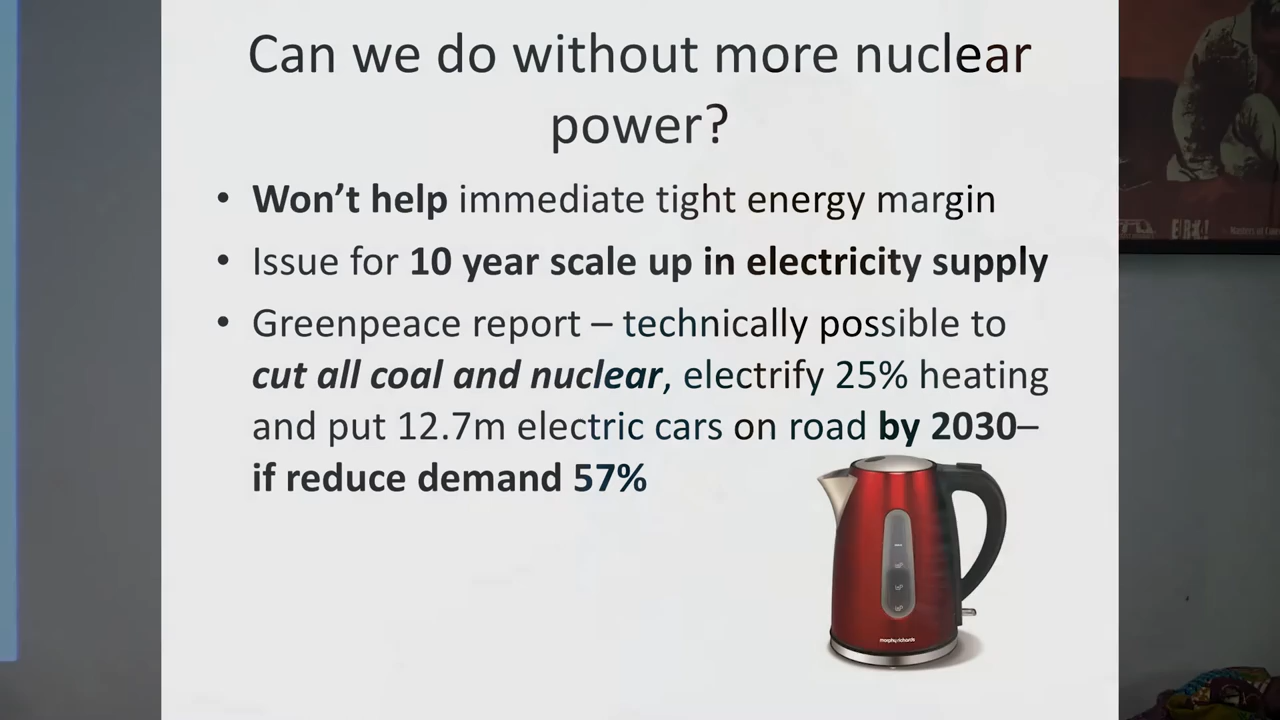 Can we do without more nuclear
power?
• Won't help immediate tight energy margin
• Issue for 10 year scale up in electricity supply
• Greenpeace report – technically possible to
cut all coal and nuclear, electrify 25% heating
and put 12.7m electric cars on road by 2030–
if reduce demand 57%
morphy richards